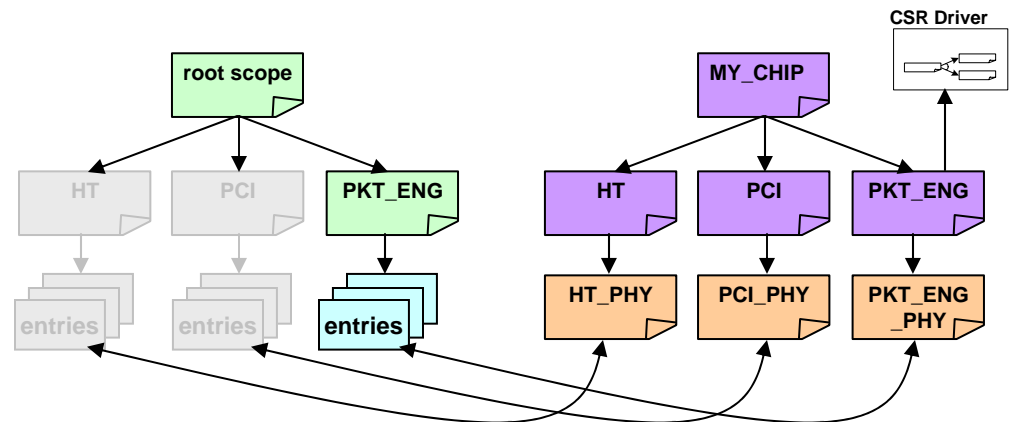 CSR Driver
root scope
MY_CHIP
HT
PCI
PKT_ENG
HT
PCI
PKT_ENG
entries
entries
entries
HT_PHY
PCI_PHY
PKT_ENG
_PHY